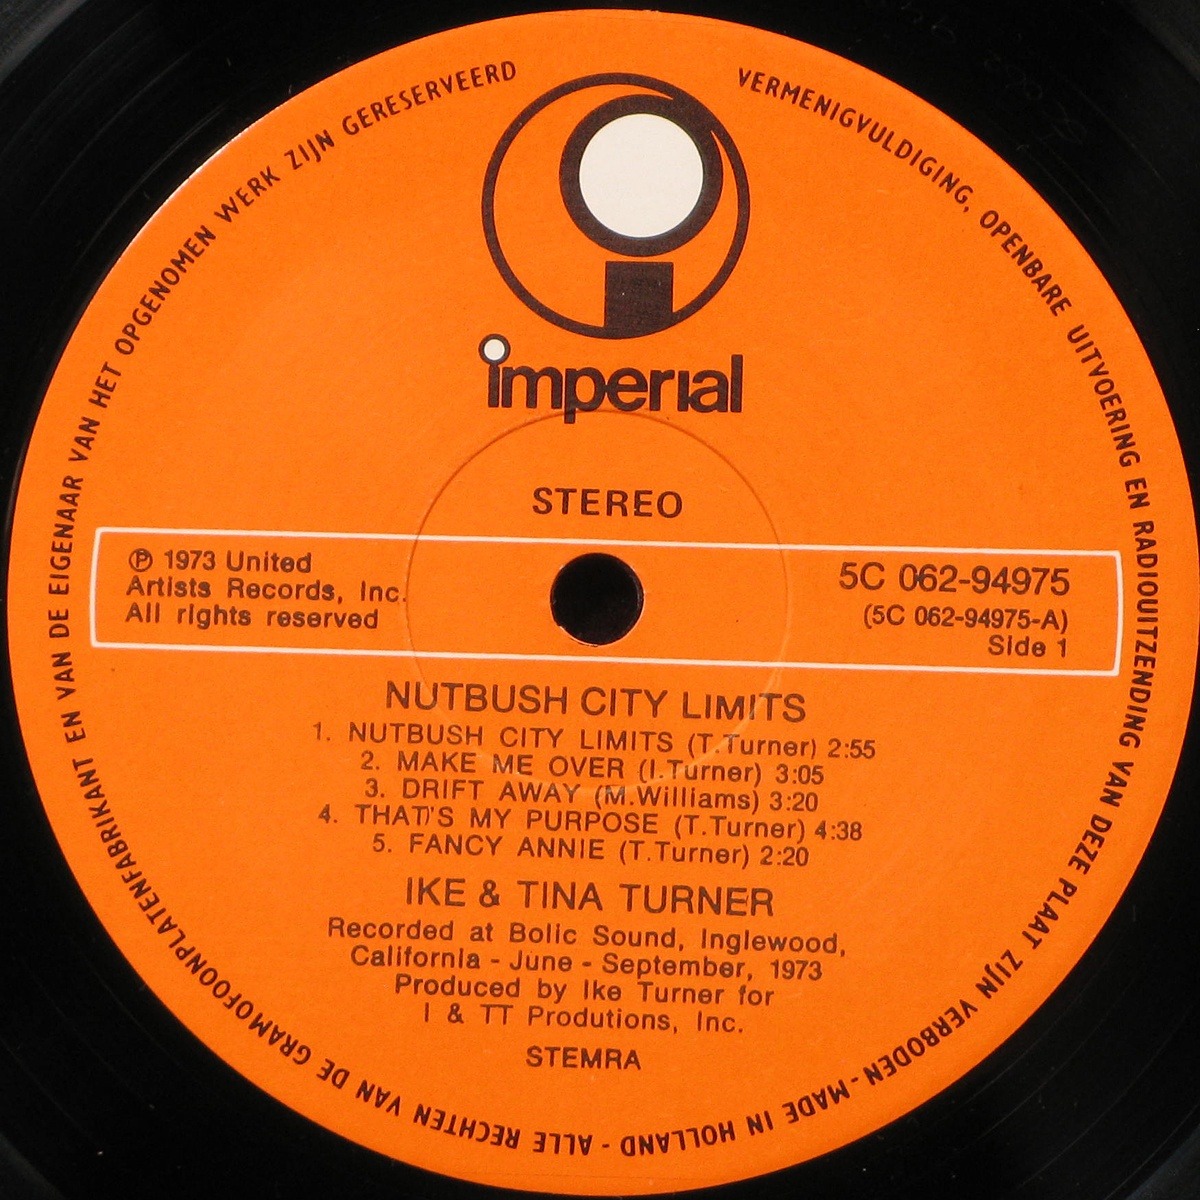 imperial
STEREO
℗ 1973 United
Artists Records, Inc.
All rights reserved
5C 062-94975
(5C 062-94975-A)
Side 1
NUTBUSH CITY LIMITS
1. NUTBUSH CITY LIMITS (T.Turner) 2:55
2. MAKE ME OVER (I.Turner) 3:05
3. DRIFT AWAY (M.Williams) 3:20
4. THAT'S MY PURPOSE (T.Turner) 4:38
5. FANCY ANNIE (T.Turner) 2:20
IKE & TINA TURNER
Recorded at Bolic Sound, Inglewood,
California - June - September, 1973
Produced by Ike Turner for
I & TT Produtions, Inc.
STEMRA
ALLE RECHTEN VAN DE GRAMOFOONPLATENFABRIKANT EN VAN DE EIGENAAR VAN HET OPGENOMEN WERK ZIJN GERESERVEERD VERMENIGVULDIGING, OPENBARE UITVOERING EN RADIOUITZENDING VAN DEZE PLAAT ZIJN VERBODEN - MADE IN HOLLAND -